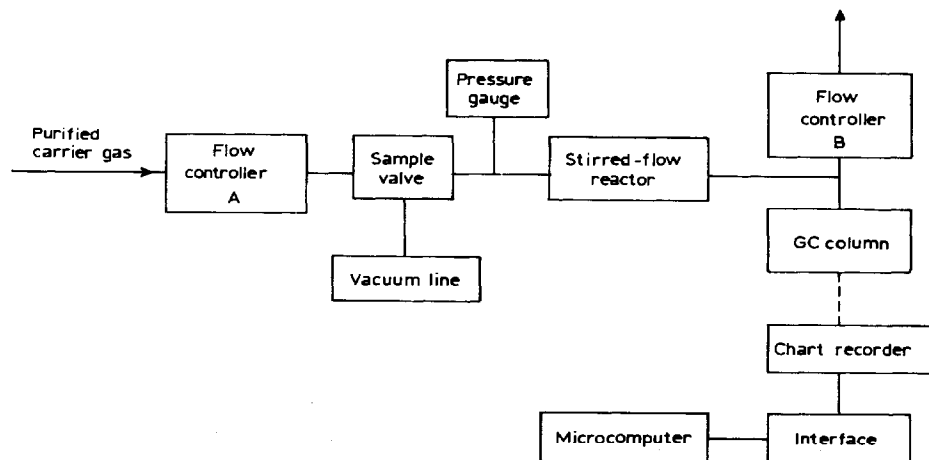 Purified
carrier gas
Flow
controller
A
Sample
valve
Vacuum line
Pressure
gauge
Stirred-flow
reactor
Flow
controller
B
GC column
Chart recorder
Interface
Microcomputer